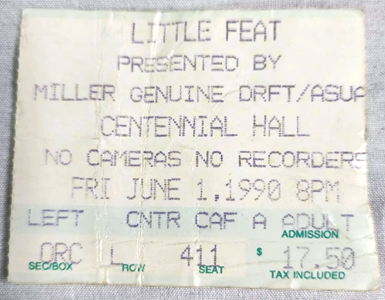 LITTLE FEAT
PRESENTED BY
MILLER GENUINE DRFT/ASUA
CENTENNIAL HALL
NO CAMERAS NO RECORDERS
FRI JUNE 1,1990 8PM
LEFT CNTR CAF A ADULT
ADMISSION
ORC L 411 $ 17.50
SEC/BOX ROW SEAT TAX INCLUDED